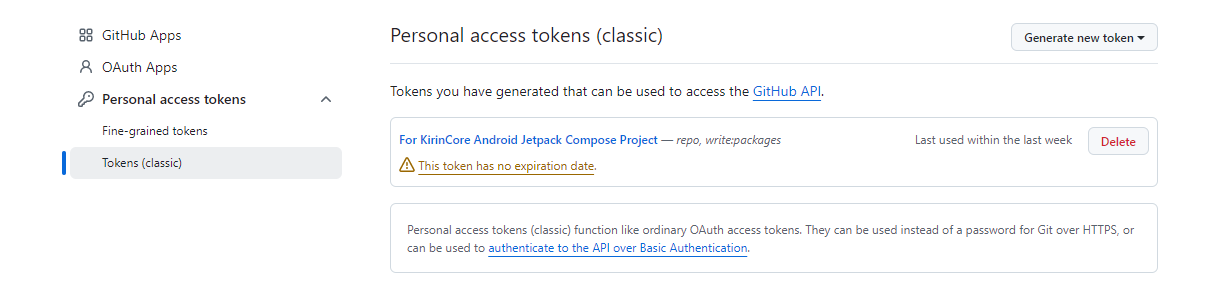 GitHub Apps
OAuth Apps
Personal access tokens
Fine-grained tokens
Tokens (classic)
Personal access tokens (classic)
Generate new token
Tokens you have generated that can be used to access the GitHub API.
For KirinCore Android Jetpack Compose Project — repo, write:packages
Last used within the last week
Delete
This token has no expiration date.
Personal access tokens (classic) function like ordinary OAuth access tokens. They can be used instead of a password for Git over HTTPS, or
can be used to authenticate to the API over Basic Authentication.